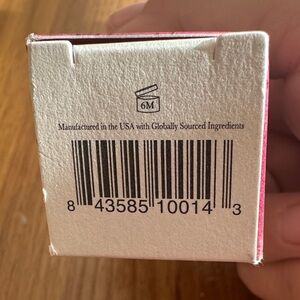 6M
Manufactured in the USA with Globally Sourced Ingredients
8 43585 10014 3